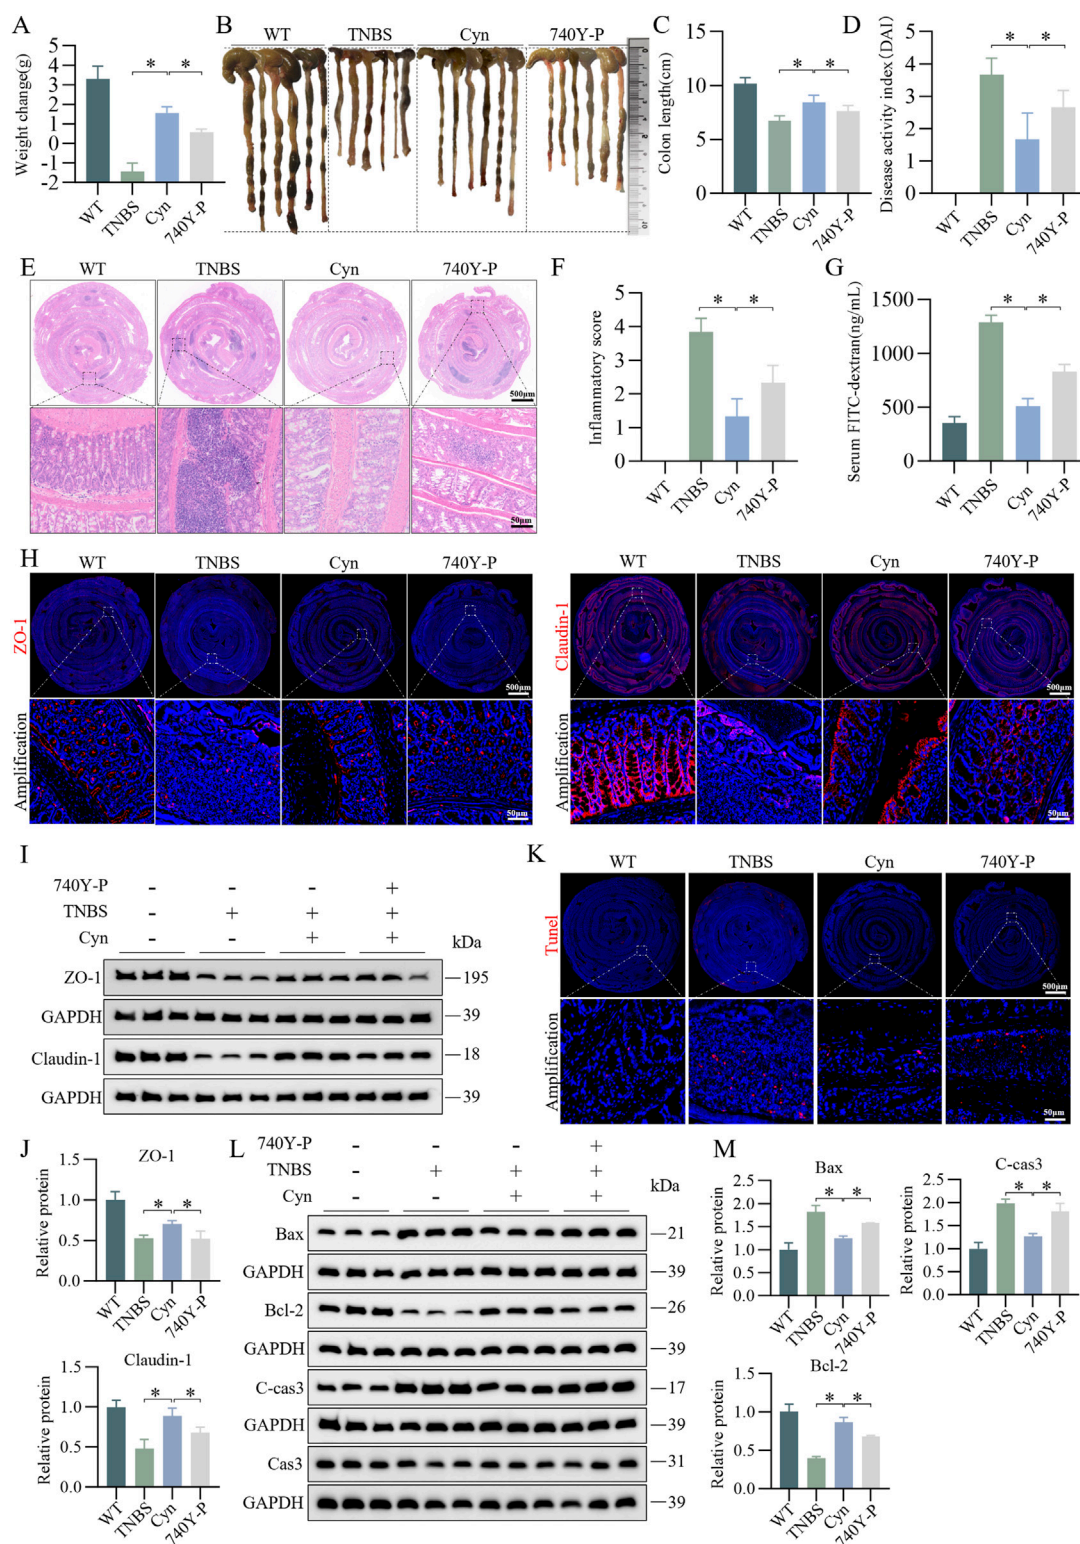 A
Weight change(g)
5
4
3
2
1
0
-1
-2
WT
TNBS
Cyn
740Y-P
* *
B
WT TNBS Cyn 740Y-P
C
Colon length(cm)
15
10
5
0
WT
TNBS
Cyn
740Y-P
* *
D
Disease activity index (DAI)
5
4
3
2
1
0
WT
TNBS
Cyn
740Y-P
* *
E
WT TNBS Cyn 740Y-P
500μm
50μm
F
Inflammatory score
5
4
3
2
1
0
WT
TNBS
Cyn
740Y-P
* *
G
Serum FITC-dextran(ng/mL)
1500
1000
500
0
WT
TNBS
Cyn
740Y-P
* *
H
WT TNBS Cyn 740Y-P
ZO-1
500μm
Amplification
50μm
WT TNBS Cyn 740Y-P
Claudin-1
500μm
Amplification
50μm
I
740Y-P - - - +
TNBS - + + +
Cyn - - + +
kDa
ZO-1 195
GAPDH 39
Claudin-1 18
GAPDH 39
K
WT TNBS Cyn 740Y-P
Tunel
500μm
Amplification
50μm
J
ZO-1
Relative protein
1.5
1.0
0.5
0.0
WT
TNBS
Cyn
740Y-P
* *
Claudin-1
Relative protein
1.5
1.0
0.5
0.0
WT
TNBS
Cyn
740Y-P
* *
L
740Y-P - - - +
TNBS - + + +
Cyn - - + +
kDa
Bax 21
GAPDH 39
Bcl-2 26
GAPDH 39
C-cas3 17
GAPDH 39
Cas3 31
GAPDH 39
M
Bax
Relative protein
2.5
2.0
1.5
1.0
0.5
0.0
WT
TNBS
Cyn
740Y-P
* *
C-cas3
Relative protein
2.5
2.0
1.5
1.0
0.5
0.0
WT
TNBS
Cyn
740Y-P
* *
Bcl-2
Relative protein
1.5
1.0
0.5
0.0
WT
TNBS
Cyn
740Y-P
* *